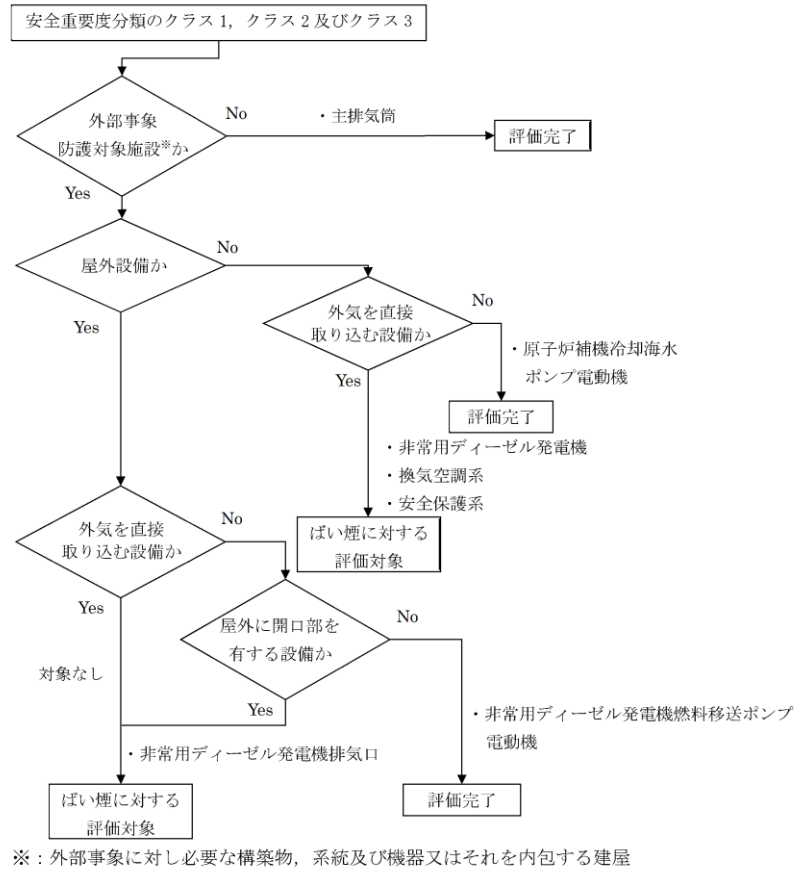 安全重要度分類のクラス1，クラス2及びクラス3
外部事象
防護対象施設※か
No
・主排気筒
評価完了
Yes
屋外設備か
No
外気を直接
取り込む設備か
No
・原子炉補機冷却海水
ポンプ電動機
評価完了
Yes
・非常用ディーゼル発電機
・換気空調系
・安全保護系
ばい煙に対する
評価対象
Yes
外気を直接
取り込む設備か
No
Yes
対象なし
屋外に開口部を
有する設備か
No
Yes
・非常用ディーゼル発電機排気口
ばい煙に対する
評価対象
・非常用ディーゼル発電機燃料移送ポンプ
電動機
評価完了
※：外部事象に対し必要な構築物，系統及び機器又はそれを内包する建屋